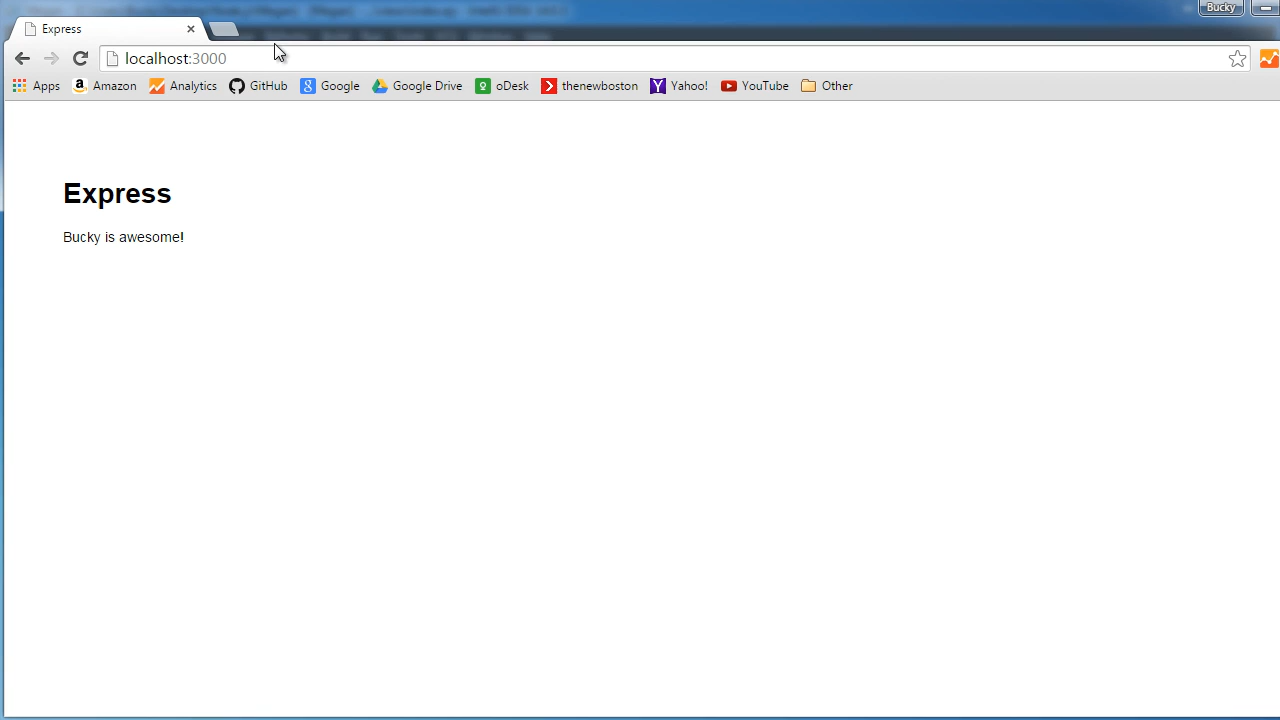 Bucky
Express
localhost:3000
Apps Amazon Analytics GitHub Google Google Drive oDesk thenewboston Yahoo! YouTube Other
Express
Bucky is awesome!